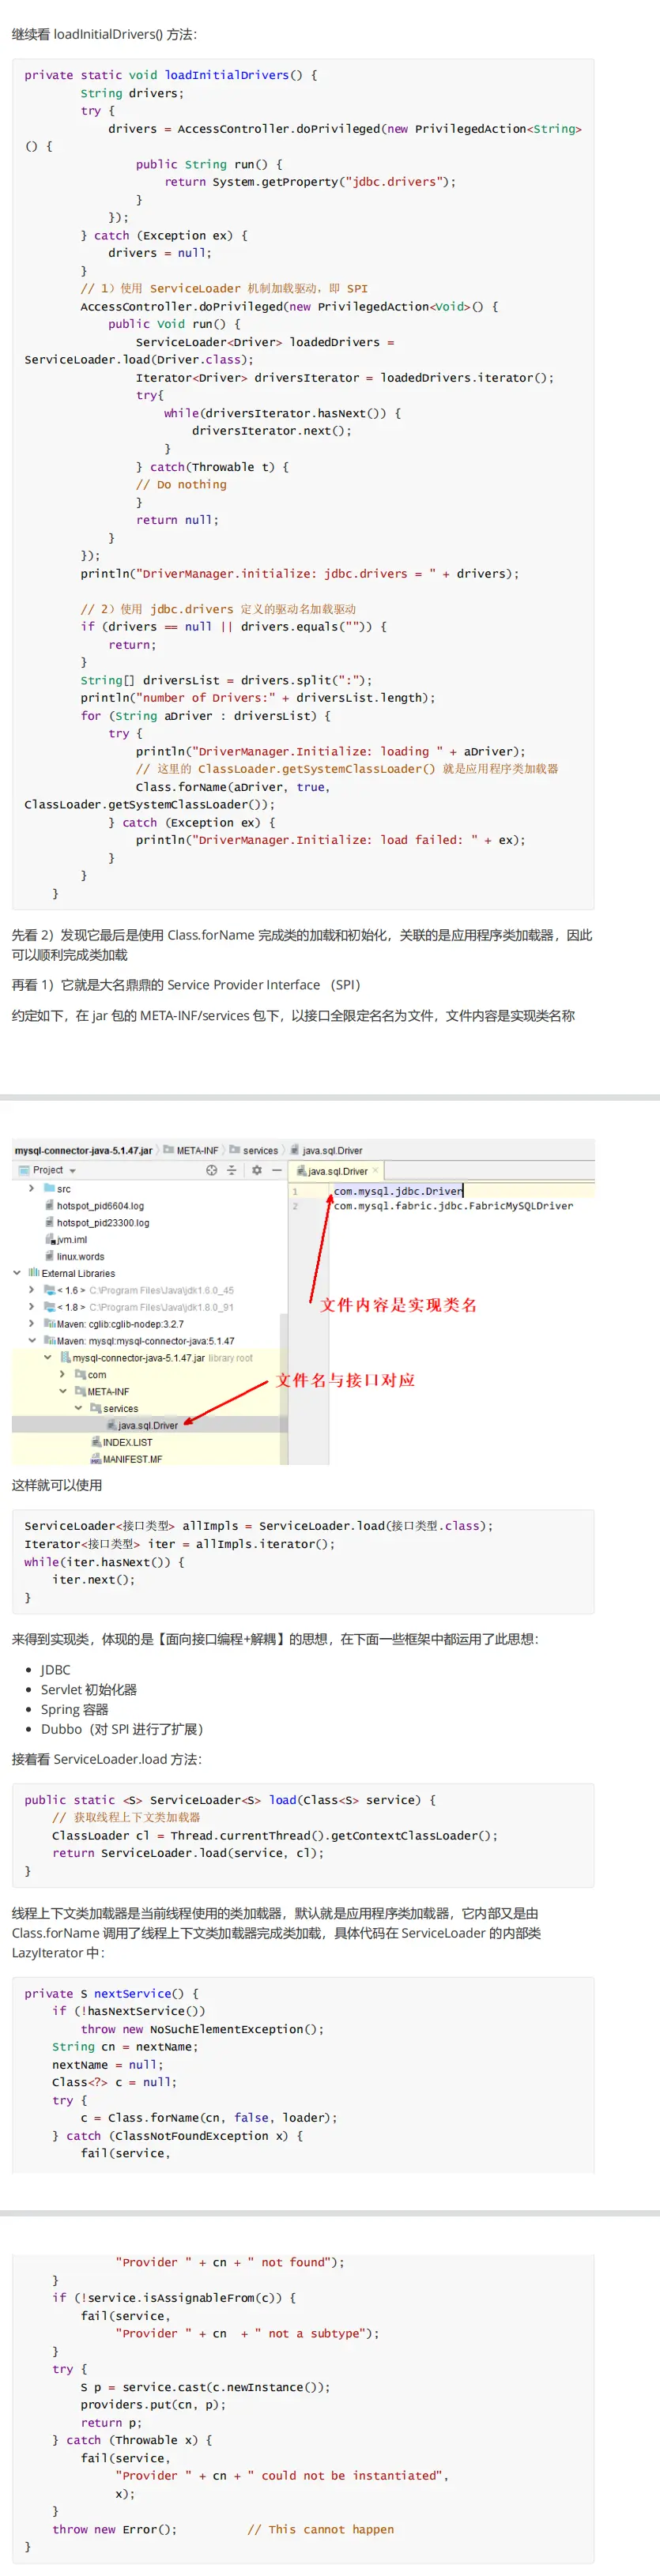 继续看 loadInitialDrivers() 方法：
private static void loadInitialDrivers() {
        String drivers;
        try {
            drivers = AccessController.doPrivileged(new PrivilegedAction<String>
() {
                public String run() {
                    return System.getProperty("jdbc.drivers");
                }
            });
        } catch (Exception ex) {
            drivers = null;
        }
        // 1）使用 ServiceLoader 机制加载驱动，即 SPI
        AccessController.doPrivileged(new PrivilegedAction<Void>() {
            public Void run() {
                ServiceLoader<Driver> loadedDrivers =
ServiceLoader.load(Driver.class);
                Iterator<Driver> driversIterator = loadedDrivers.iterator();
                try{
                    while(driversIterator.hasNext()) {
                        driversIterator.next();
                    }
                } catch(Throwable t) {
                // Do nothing
                }
                return null;
            }
        });
        println("DriverManager.initialize: jdbc.drivers = " + drivers);
        // 2）使用 jdbc.drivers 定义的驱动名加载驱动
        if (drivers == null || drivers.equals("")) {
            return;
        }
        String[] driversList = drivers.split(":");
        println("number of Drivers:" + driversList.length);
        for (String aDriver : driversList) {
            try {
                println("DriverManager.Initialize: loading " + aDriver);
                // 这里的 ClassLoader.getSystemClassLoader() 就是应用程序类加载器
                Class.forName(aDriver, true,
ClassLoader.getSystemClassLoader());
            } catch (Exception ex) {
                println("DriverManager.Initialize: load failed: " + ex);
            }
        }
    }
先看 2）发现它最后是使用 Class.forName 完成类的加载和初始化，关联的是应用程序类加载器，因此
可以顺利完成类加载
再看 1）它就是大名鼎鼎的 Service Provider Interface （SPI）
约定如下，在 jar 包的 META-INF/services 包下，以接口全限定名名为文件，文件内容是实现类名称
mysql-connector-java-5.1.47.jar META-INF services java.sql.Driver
Project java.sql.Driver
src 1 com.mysql.jdbc.Driver
hotspot_pid6604.log 2 com.mysql.fabric.jdbc.FabricMySQLDriver
hotspot_pid23300.log
jvm.iml
linux.words
External Libraries
< 1.6 > C:\Program Files\Java\jdk1.6.0_45
文件内容是实现类名
< 1.8 > C:\Program Files\Java\jdk1.8.0_91
Maven: cglib:cglib-nodep:3.2.7
Maven: mysql:mysql-connector-java:5.1.47
mysql-connector-java-5.1.47.jar library root
com 文件名与接口对应
META-INF
services
java.sql.Driver
INDEX.LIST
MANIFEST.MF
这样就可以使用
ServiceLoader<接口类型> allImpls = ServiceLoader.load(接口类型.class);
Iterator<接口类型> iter = allImpls.iterator();
while(iter.hasNext()) {
    iter.next();
}
来得到实现类，体现的是【面向接口编程+解耦】的思想，在下面一些框架中都运用了此思想：
• JDBC
• Servlet 初始化器
• Spring 容器
• Dubbo（对 SPI 进行了扩展）
接着看 ServiceLoader.load 方法：
public static <S> ServiceLoader<S> load(Class<S> service) {
    // 获取线程上下文类加载器
    ClassLoader cl = Thread.currentThread().getContextClassLoader();
    return ServiceLoader.load(service, cl);
}
线程上下文类加载器是当前线程使用的类加载器，默认就是应用程序类加载器，它内部又是由
Class.forName 调用了线程上下文类加载器完成类加载，具体代码在 ServiceLoader 的内部类
LazyIterator 中：
private S nextService() {
    if (!hasNextService())
        throw new NoSuchElementException();
    String cn = nextName;
    nextName = null;
    Class<?> c = null;
    try {
        c = Class.forName(cn, false, loader);
    } catch (ClassNotFoundException x) {
        fail(service,
             "Provider " + cn + " not found");
    }
    if (!service.isAssignableFrom(c)) {
        fail(service,
             "Provider " + cn  + " not a subtype");
    }
    try {
        S p = service.cast(c.newInstance());
        providers.put(cn, p);
        return p;
    } catch (Throwable x) {
        fail(service,
             "Provider " + cn + " could not be instantiated",
             x);
    }
    throw new Error();          // This cannot happen
}